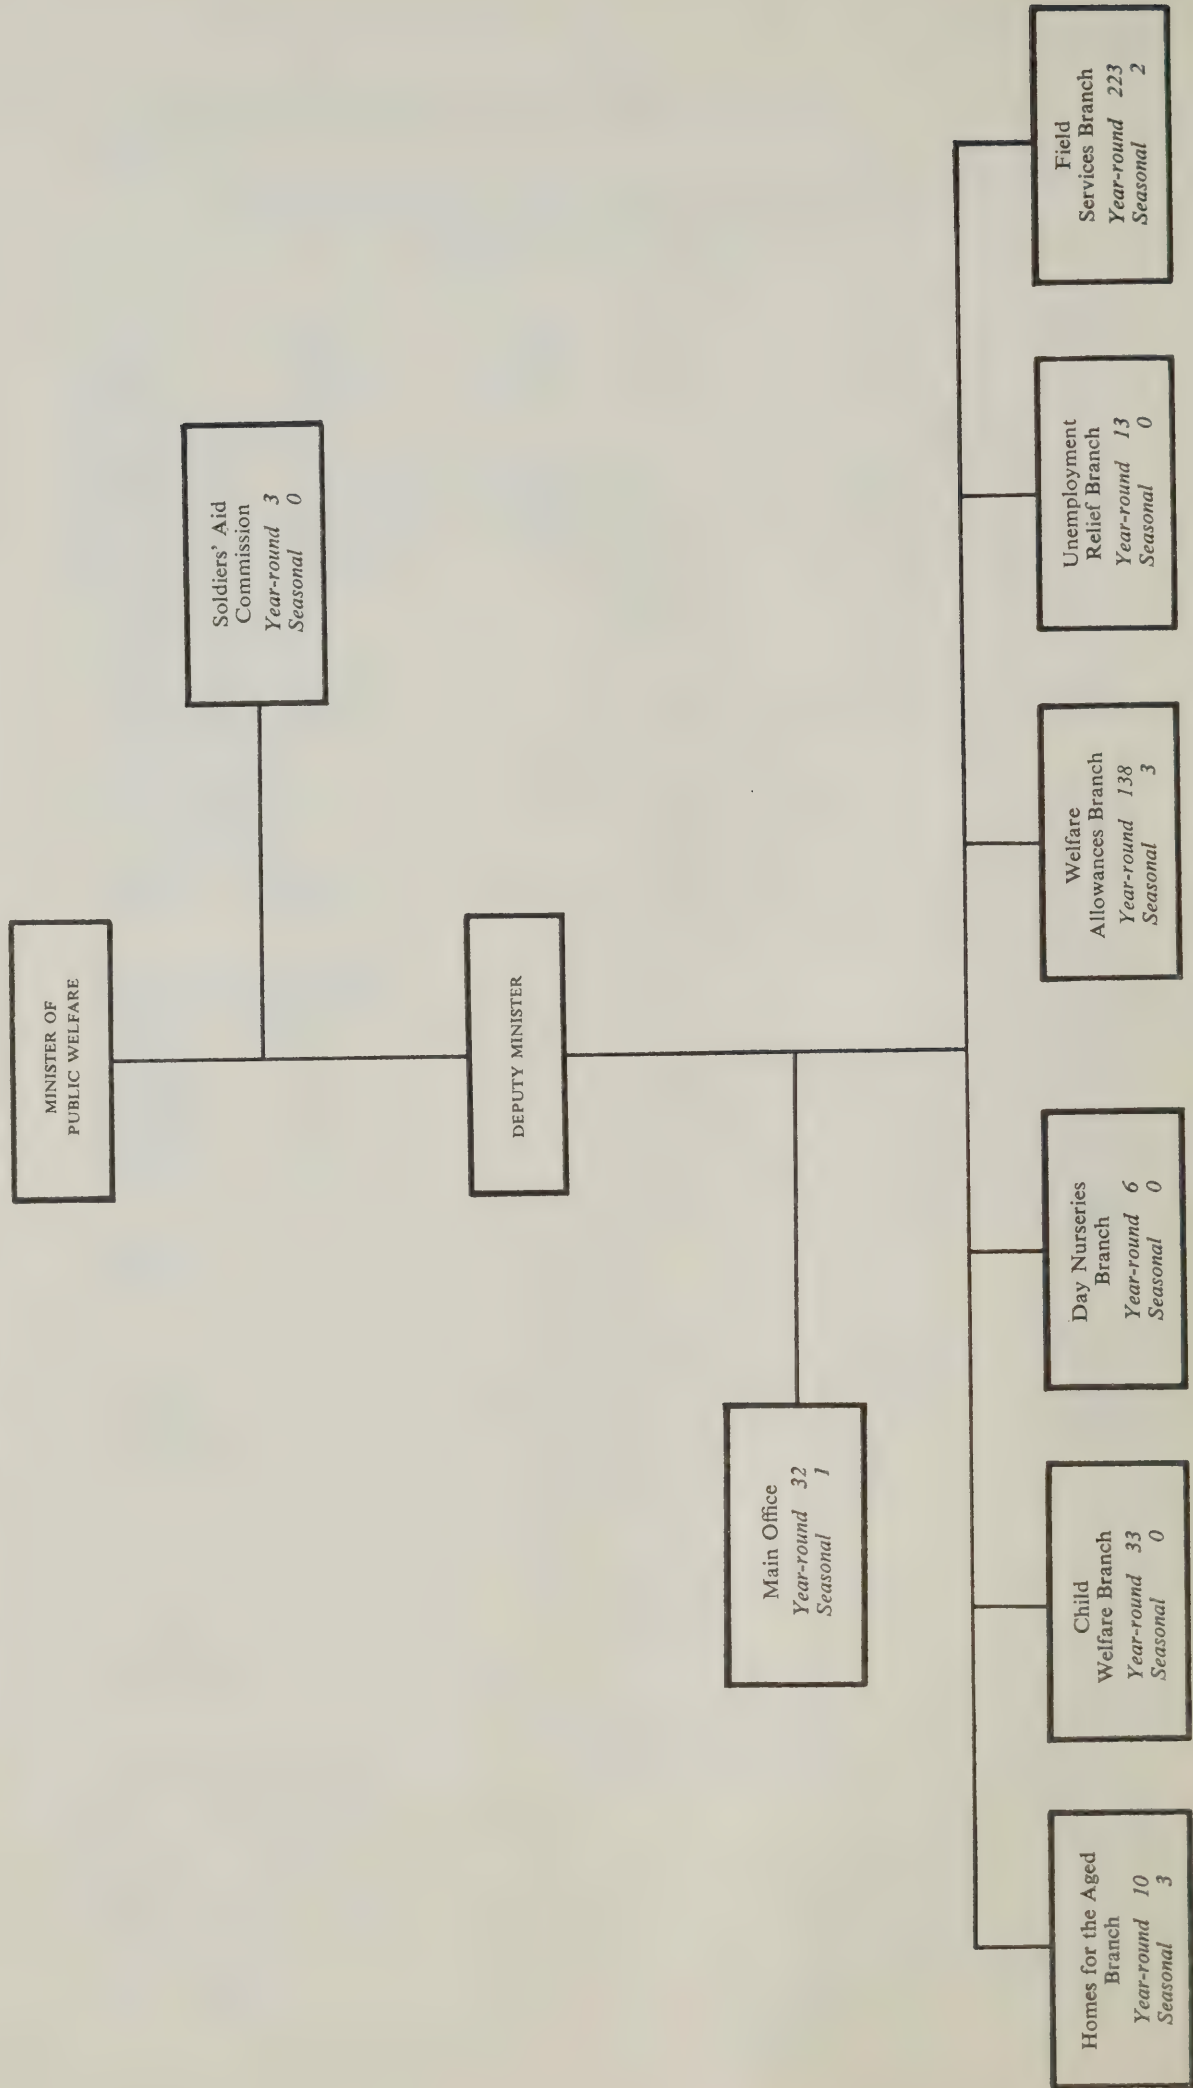 MINISTER OF
PUBLIC WELFARE
Soldiers' Aid
Commission
Year-round 3
Seasonal 0
DEPUTY MINISTER
Main Office
Year-round 32
Seasonal 1
Homes for the Aged
Branch
Year-round 10
Seasonal 3
Child
Welfare Branch
Year-round 33
Seasonal 0
Day Nurseries
Branch
Year-round 6
Seasonal 0
Welfare
Allowances Branch
Year-round 138
Seasonal 3
Unemployment
Relief Branch
Year-round 13
Seasonal 0
Field
Services Branch
Year-round 223
Seasonal 2